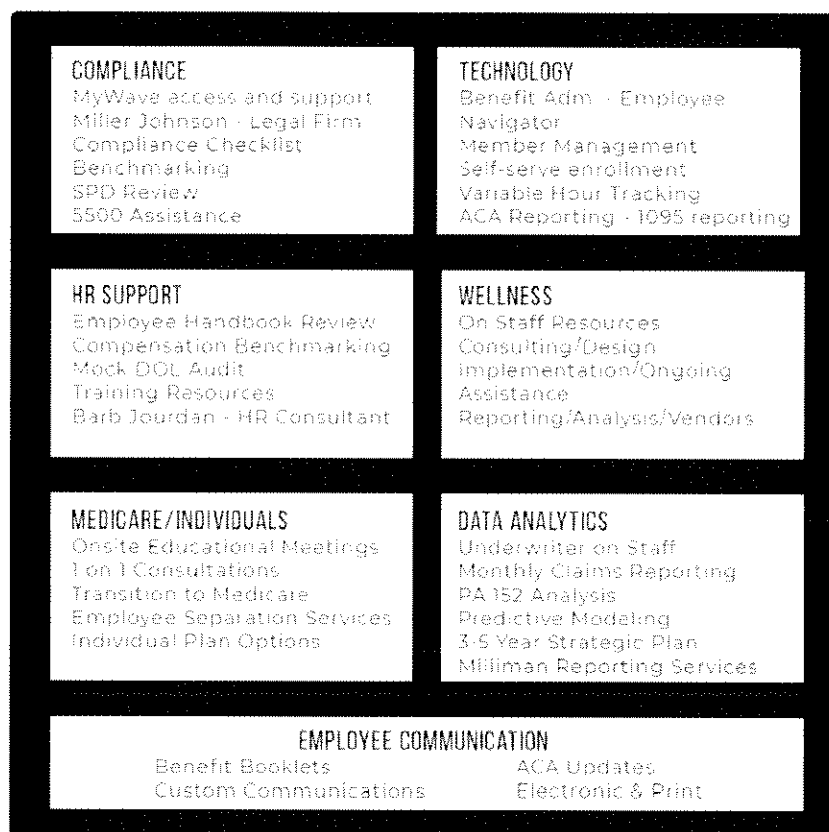 COMPLIANCE
MyWave access and support
Miller Johnson - Legal Firm
Compliance Checklist
Benchmarking
SPD Review
5500 Assistance
TECHNOLOGY
Benefit Adm - Employee
Navigator
Member Management
Self-serve enrollment
Variable Hour Tracking
ACA Reporting - 1095 reporting
HR SUPPORT
Employee Handbook Review
Compensation Benchmarking
Mock DOL Audit
Training Resources
Barb Jourdan - HR Consultant
WELLNESS
On Staff Resources
Consulting/Design
Implementation/Ongoing
Assistance
Reporting/Analysis/Vendors
MEDICARE/INDIVIDUALS
Onsite Educational Meetings
1 on 1 Consultations
Transition to Medicare
Employee Separation Services
Individual Plan Options
DATA ANALYTICS
Underwriter on Staff
Monthly Claims Reporting
PA 152 Analysis
Predictive Modeling
3-5 Year Strategic Plan
Milliman Reporting Services
EMPLOYEE COMMUNICATION
Benefit Booklets
Custom Communications
ACA Updates
Electronic & Print